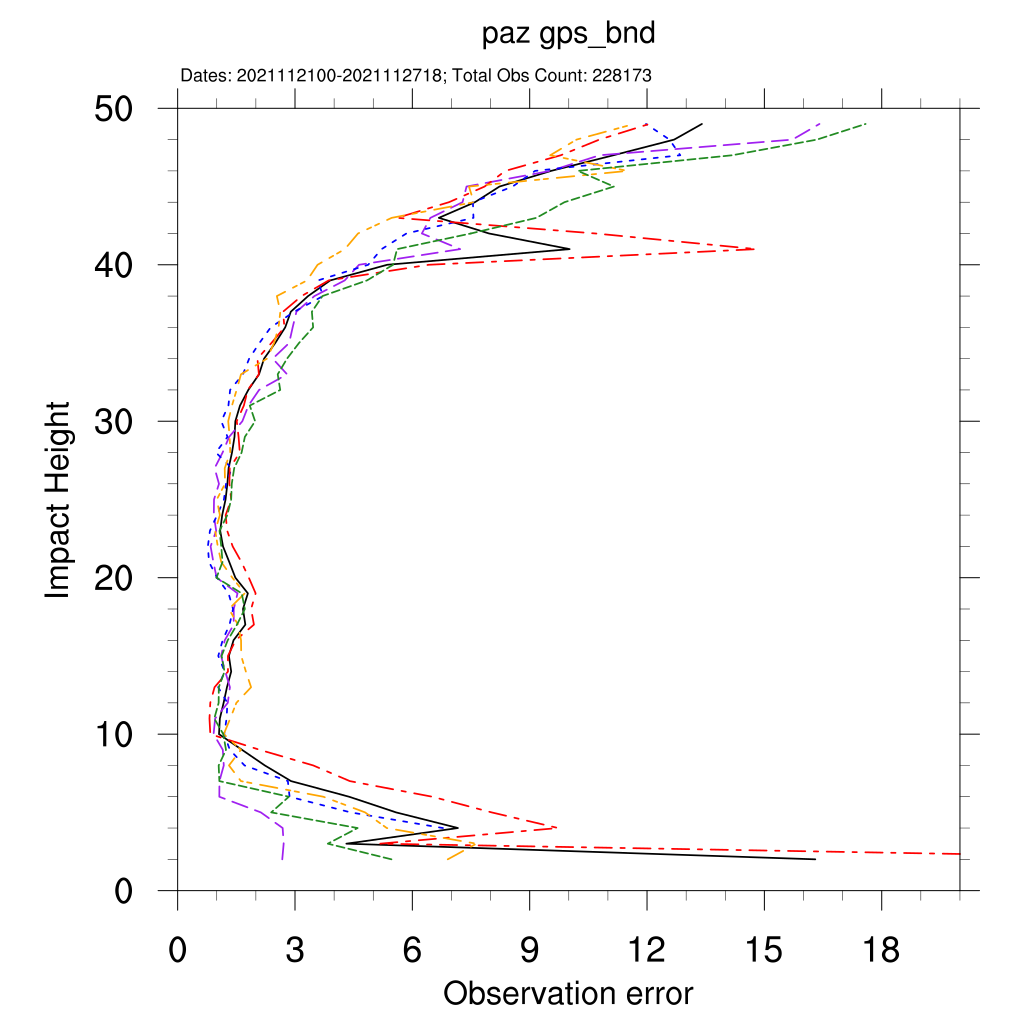 paz gps_bnd
Dates: 2021112100-2021112718; Total Obs Count: 228173
50
40
30
20
10
0
Impact Height
0 3 6 9 12 15 18
Observation error